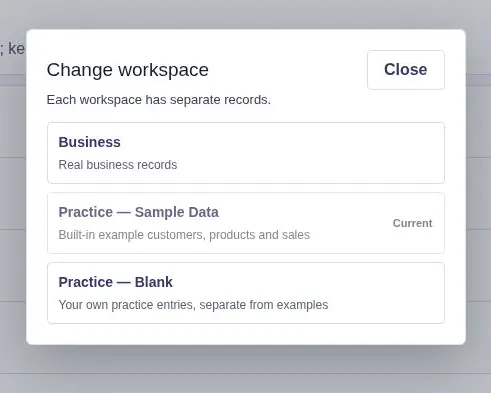 ; ke
Change workspace
Close
Each workspace has separate records.
Business
Real business records
Practice — Sample Data
Built-in example customers, products and sales
Current
Practice — Blank
Your own practice entries, separate from examples